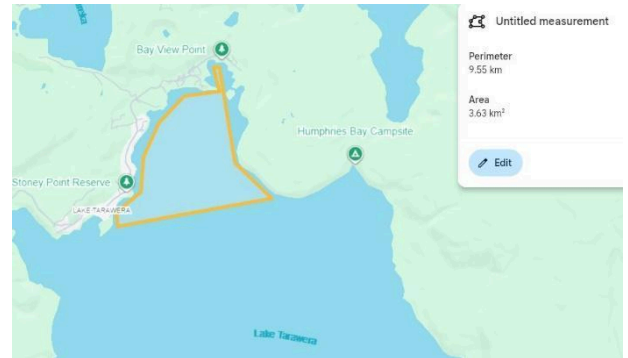 Untitled measurement
Perimeter
9.55 km
Area
3.63 km²
Edit
Bay View Point
Humphries Bay Campsite
Stoney Point Reserve
LAKE TARAWERA
Lake Tarawera